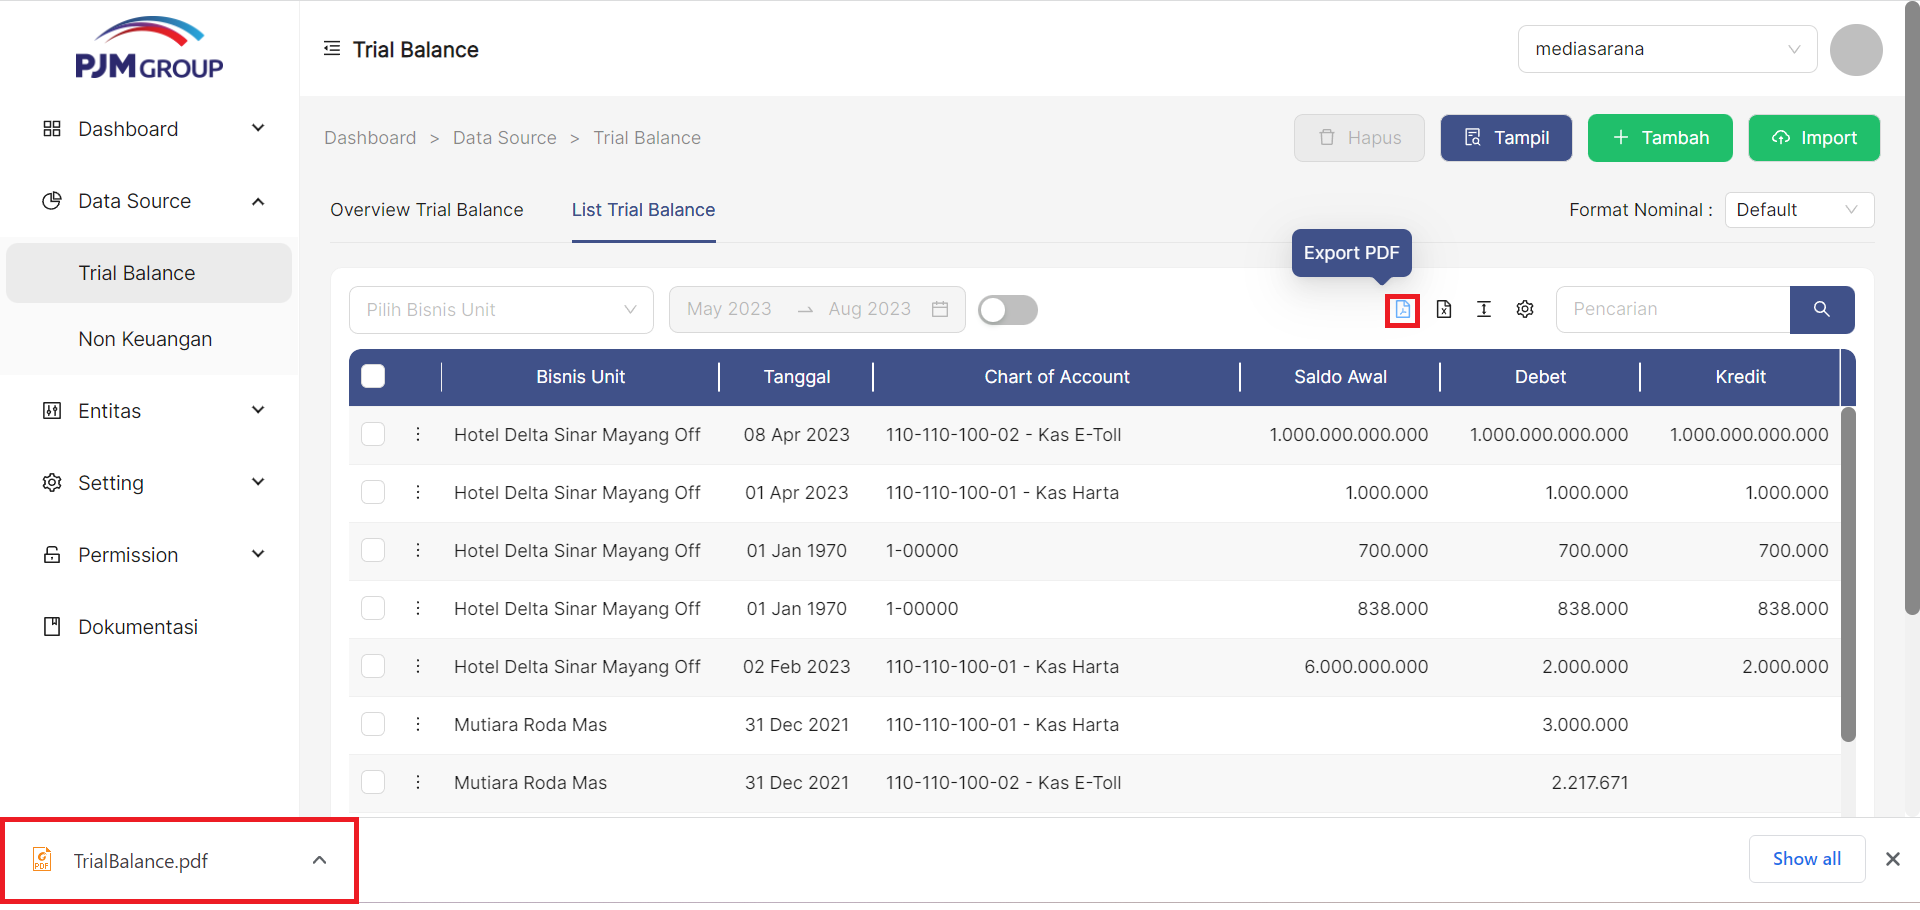 PJM GROUP
Trial Balance
mediasarana
Dashboard
Data Source
Trial Balance
Non Keuangan
Entitas
Setting
Permission
Dokumentasi
Dashboard > Data Source > Trial Balance
Hapus
Tampil
Tambah
Import
Overview Trial Balance
List Trial Balance
Format Nominal :
Default
Export PDF
Pilih Bisnis Unit
May 2023 → Aug 2023
Pencarian
Bisnis Unit Tanggal Chart of Account Saldo Awal Debet Kredit
Hotel Delta Sinar Mayang Off 08 Apr 2023 110-110-100-02 - Kas E-Toll 1.000.000.000.000 1.000.000.000.000 1.000.000.000.000
Hotel Delta Sinar Mayang Off 01 Apr 2023 110-110-100-01 - Kas Harta 1.000.000 1.000.000 1.000.000
Hotel Delta Sinar Mayang Off 01 Jan 1970 1-00000 700.000 700.000 700.000
Hotel Delta Sinar Mayang Off 01 Jan 1970 1-00000 838.000 838.000 838.000
Hotel Delta Sinar Mayang Off 02 Feb 2023 110-110-100-01 - Kas Harta 6.000.000.000 2.000.000 2.000.000
Mutiara Roda Mas 31 Dec 2021 110-110-100-01 - Kas Harta 3.000.000
Mutiara Roda Mas 31 Dec 2021 110-110-100-02 - Kas E-Toll 2.217.671
PDF
TrialBalance.pdf
Show all